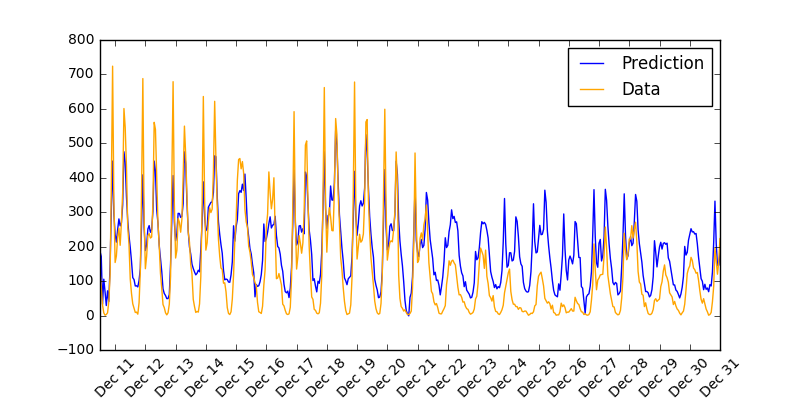 800
700
600
500
400
300
200
100
0
−100
Prediction
Data
Dec 11
Dec 12
Dec 13
Dec 14
Dec 15
Dec 16
Dec 17
Dec 18
Dec 19
Dec 20
Dec 21
Dec 22
Dec 23
Dec 24
Dec 25
Dec 26
Dec 27
Dec 28
Dec 29
Dec 30
Dec 31